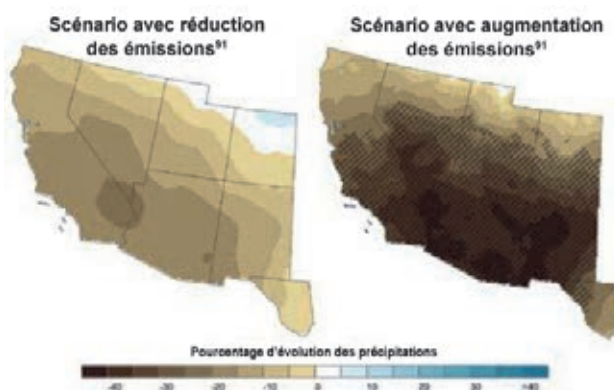 Scénario avec réduction
des émissions⁹¹
Scénario avec augmentation
des émissions⁹¹
Pourcentage d'évolution des précipitations
-40 -30 -20 -10 0 10 20 30 +40